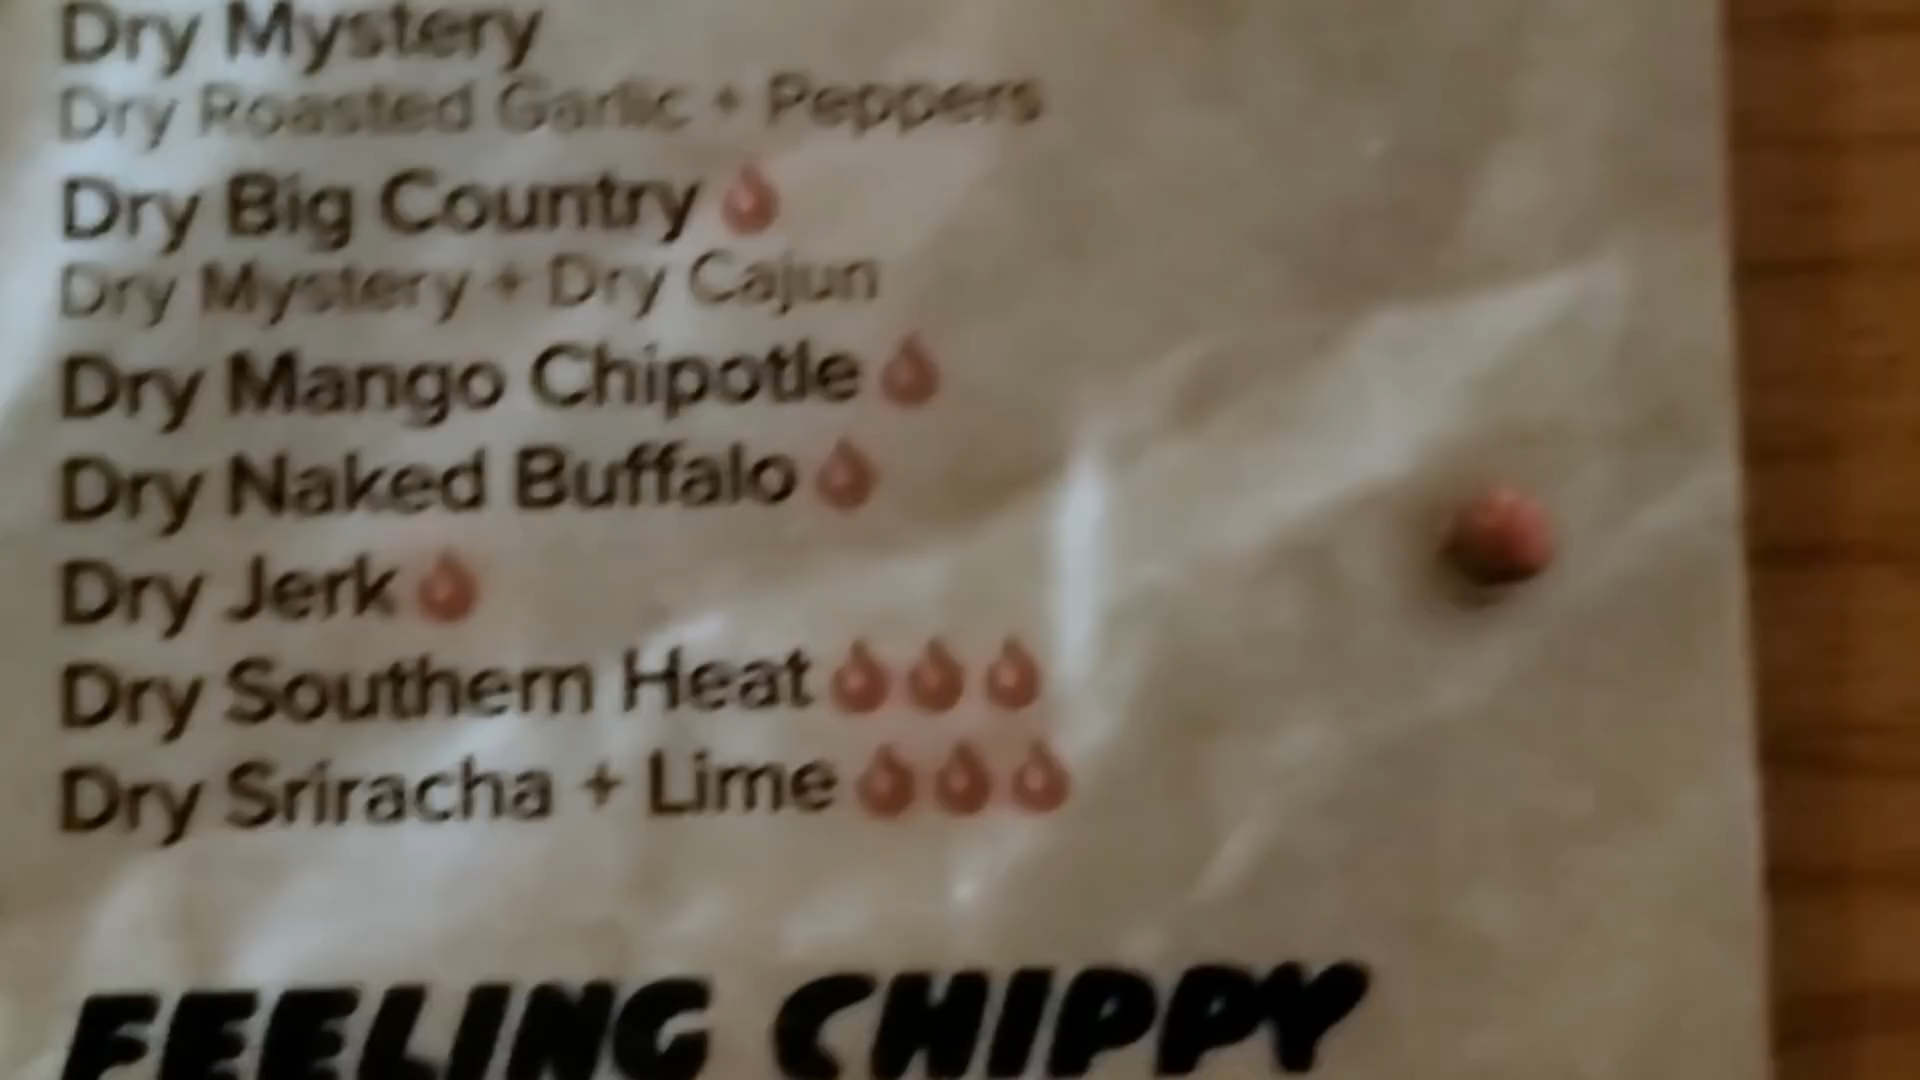 Dry Mystery
Dry Roasted Garlic + Peppers
Dry Big Country
Dry Mystery + Dry Cajun
Dry Mango Chipotle
Dry Naked Buffalo
Dry Jerk
Dry Southern Heat
Dry Sriracha + Lime
FEELING CHIPPY